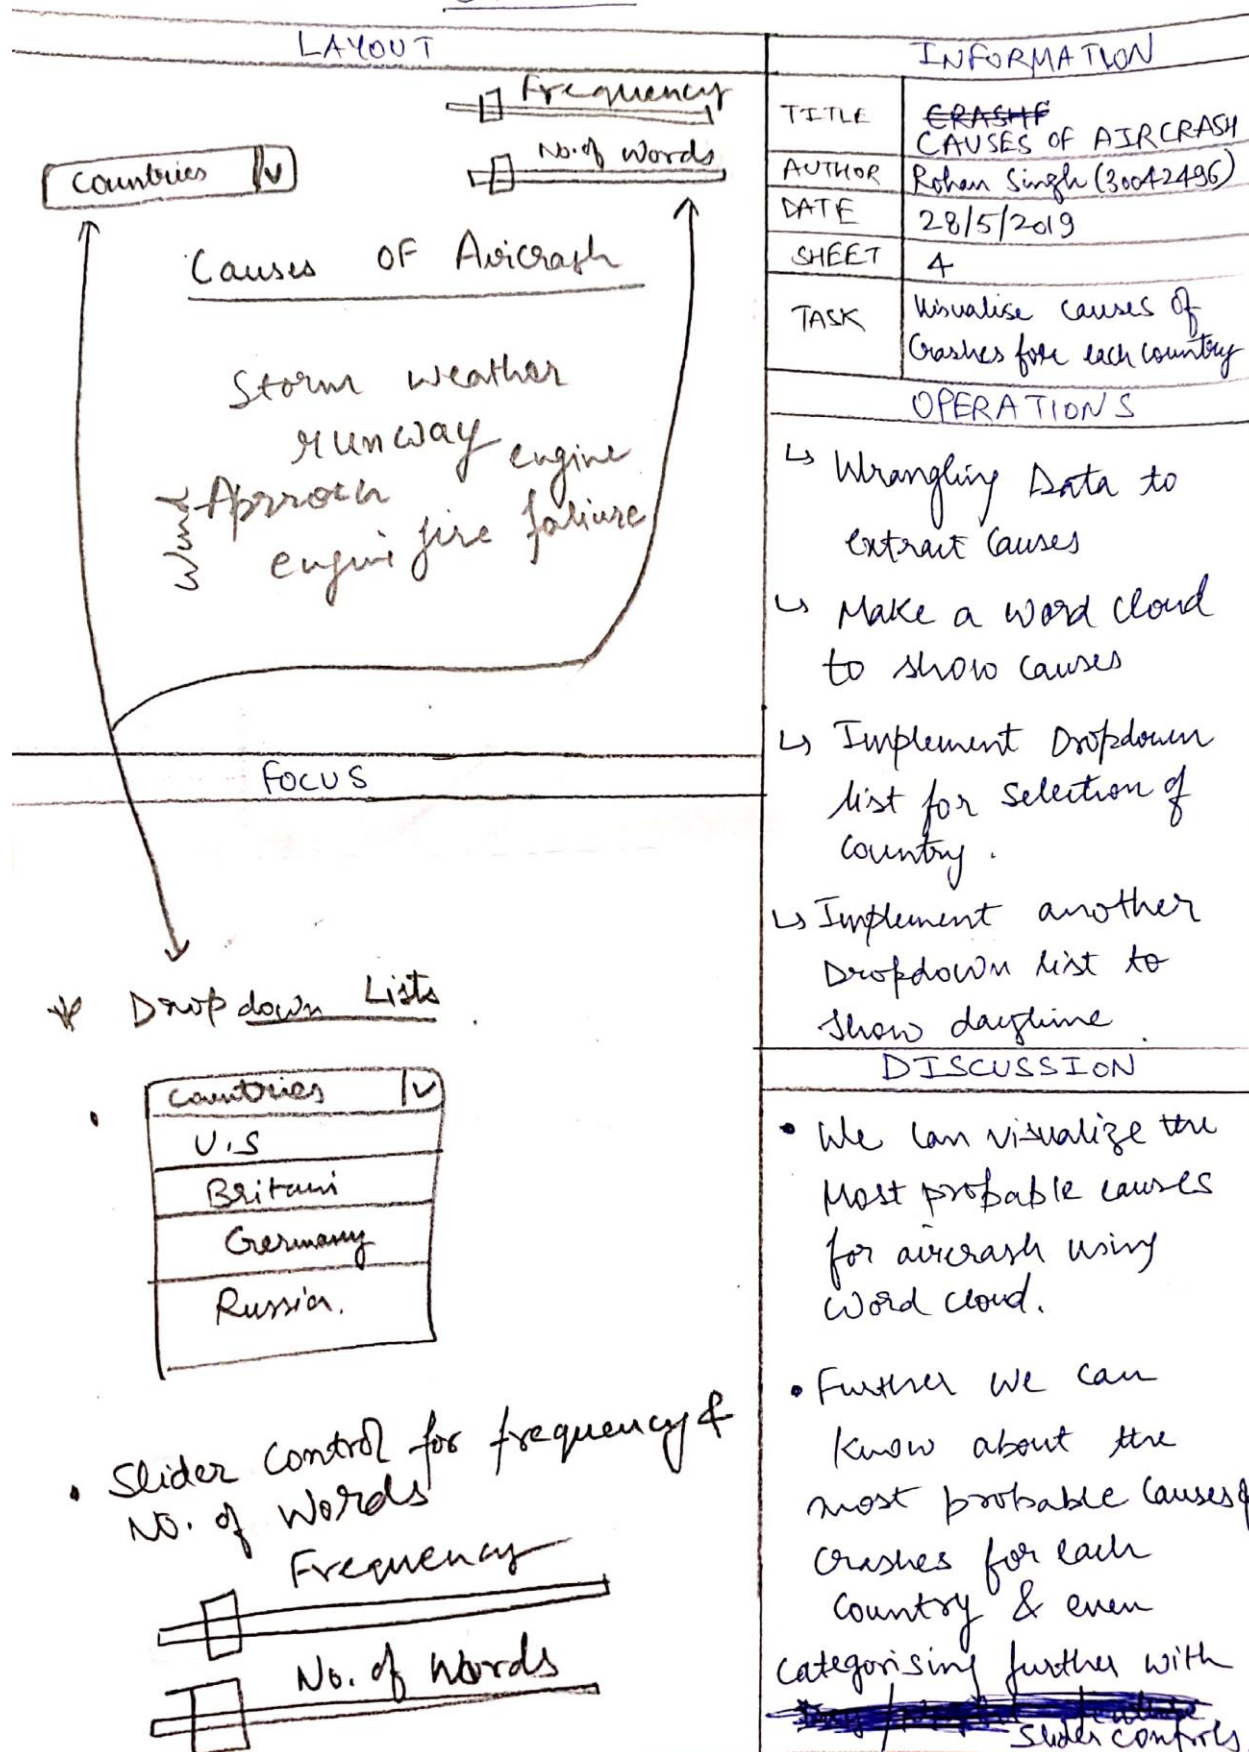 LAYOUT
Frequency
No. of Words
Countries
Causes OF Aircrash
Storm weather
runway
engine
Wind
Approch
engine fire faliure
FOCUS
Dropdown Lists
Countries
U.S
Britain
Germany
Russia.
• Slider Control for frequency &
No. of Words
Frequency
No. of Words
INFORMATION
TITLE
CRASHF
CAUSES OF AIRCRASH
AUTHOR
Rohan Singh (30042496)
DATE
28/5/2019
SHEET
4
TASK
Visualise causes of
Crashes for each country
OPERATIONS
↳ Wrangling Data to
extract causes
↳ Make a word cloud
to show causes
↳ Implement Dropdown
list for selection of
country.
↳ Implement another
Dropdown list to
show daytime.
DISCUSSION
• We can visualize the
Most probable causes
for aircrash using
word cloud.
• Further we can
know about the
most probable causes of
crashes for each
country & even
categorising further with
Slider controls.